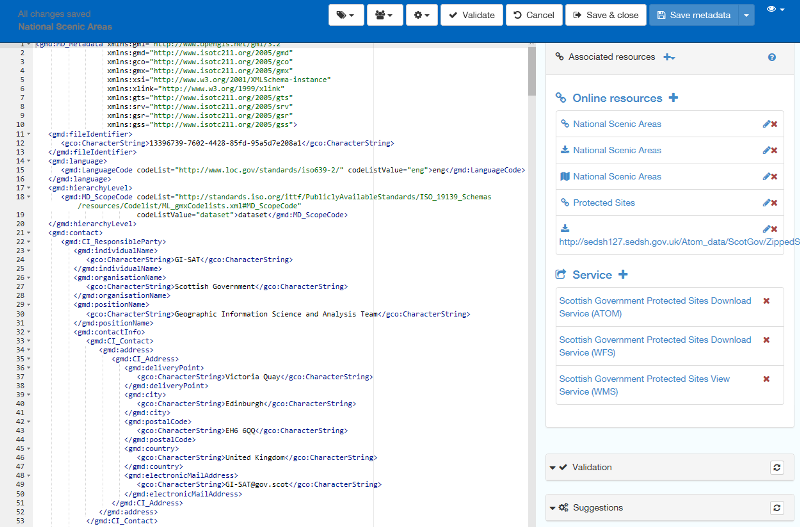 All changes saved
National Scenic Areas
Validate
Cancel
Save & close
Save metadata
1 <gmd:MD_Metadata xmlns:gml="http://www.opengis.net/gml/3.2"
2 xmlns:gmd="http://www.isotc211.org/2005/gmd"
3 xmlns:gco="http://www.isotc211.org/2005/gco"
4 xmlns:gmx="http://www.isotc211.org/2005/gmx"
5 xmlns:xsi="http://www.w3.org/2001/XMLSchema-instance"
6 xmlns:xlink="http://www.w3.org/1999/xlink"
7 xmlns:gts="http://www.isotc211.org/2005/gts"
8 xmlns:srv="http://www.isotc211.org/2005/srv"
9 xmlns:gsr="http://www.isotc211.org/2005/gsr"
10 xmlns:gss="http://www.isotc211.org/2005/gss">
11 <gmd:fileIdentifier>
12 <gco:CharacterString>13396739-7602-4428-85fd-95a5d7e208a1</gco:CharacterString>
13 </gmd:fileIdentifier>
14 <gmd:language>
15 <gmd:LanguageCode codeList="http://www.loc.gov/standards/iso639-2/" codeListValue="eng">eng</gmd:LanguageCode>
16 </gmd:language>
17 <gmd:hierarchyLevel>
18 <gmd:MD_ScopeCode codeList="http://standards.iso.org/ittf/PubliclyAvailableStandards/ISO_19139_Schemas
/resources/Codelist/ML_gmxCodelists.xml#MD_ScopeCode"
19 codeListValue="dataset">dataset</gmd:MD_ScopeCode>
20 </gmd:hierarchyLevel>
21 <gmd:contact>
22 <gmd:CI_ResponsibleParty>
23 <gmd:individualName>
24 <gco:CharacterString>GI-SAT</gco:CharacterString>
25 </gmd:individualName>
26 <gmd:organisationName>
27 <gco:CharacterString>Scottish Government</gco:CharacterString>
28 </gmd:organisationName>
29 <gmd:positionName>
30 <gco:CharacterString>Geographic Information Science and Analysis Team</gco:CharacterString>
31 </gmd:positionName>
32 <gmd:contactInfo>
33 <gmd:CI_Contact>
34 <gmd:address>
35 <gmd:CI_Address>
36 <gmd:deliveryPoint>
37 <gco:CharacterString>Victoria Quay</gco:CharacterString>
38 </gmd:deliveryPoint>
39 <gmd:city>
40 <gco:CharacterString>Edinburgh</gco:CharacterString>
41 </gmd:city>
42 <gmd:postalCode>
43 <gco:CharacterString>EH6 6QQ</gco:CharacterString>
44 </gmd:postalCode>
45 <gmd:country>
46 <gco:CharacterString>United Kingdom</gco:CharacterString>
47 </gmd:country>
48 <gmd:electronicMailAddress>
49 <gco:CharacterString>GI-SAT@gov.scot</gco:CharacterString>
50 </gmd:electronicMailAddress>
51 </gmd:CI_Address>
52 </gmd:address>
53 </gmd:CI_Contact>
Associated resources
Online resources
National Scenic Areas
National Scenic Areas
National Scenic Areas
Protected Sites
http://sedsh127.sedsh.gov.uk/Atom_data/ScotGov/ZippedS
Service
Scottish Government Protected Sites Download
Service (ATOM)
Scottish Government Protected Sites Download
Service (WFS)
Scottish Government Protected Sites View
Service (WMS)
Validation
Suggestions